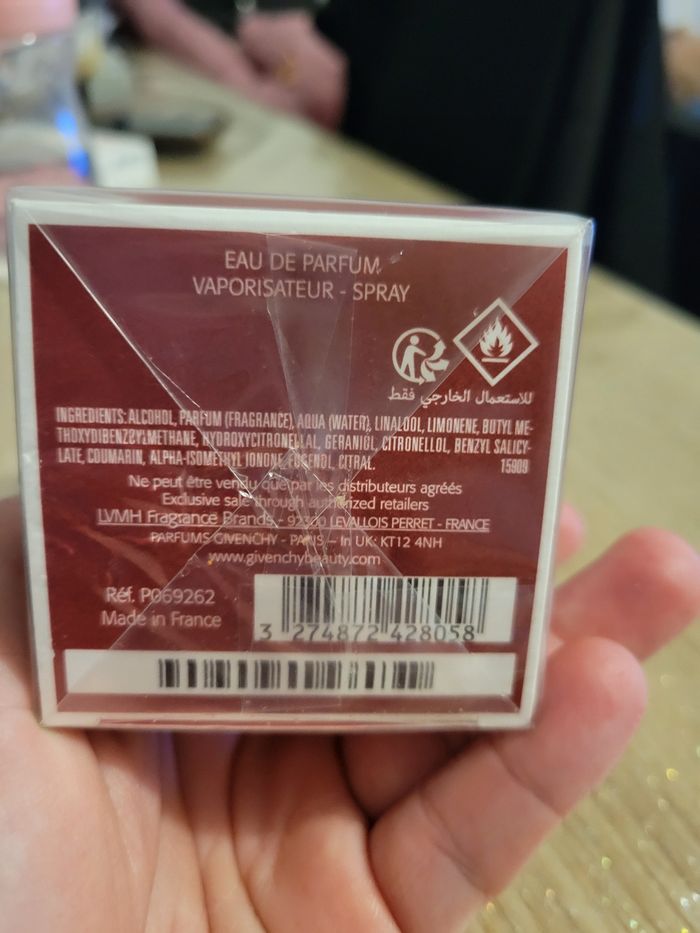 EAU DE PARFUM
VAPORISATEUR - SPRAY
للاستعمال الخارجي فقط
INGREDIENTS: ALCOHOL, PARFUM (FRAGRANCE), AQUA (WATER), LINALOOL, LIMONENE, BUTYL ME-
THOXYDIBENZOYLMETHANE, HYDROXYCITRONELLAL, GERANIOL, CITRONELLOL, BENZYL SALICY-
LATE, COUMARIN, ALPHA-ISOMETHYL IONONE, EUGENOL, CITRAL. 15909
Ne peut être vendu que par les distributeurs agréés
Exclusive sale through authorized retailers
LVMH Fragrance Brands - 92300 LEVALLOIS PERRET - FRANCE
PARFUMS GIVENCHY - PARIS - In UK: KT12 4NH
www.givenchybeauty.com
Réf. P069262
Made in France
3 274872 428058